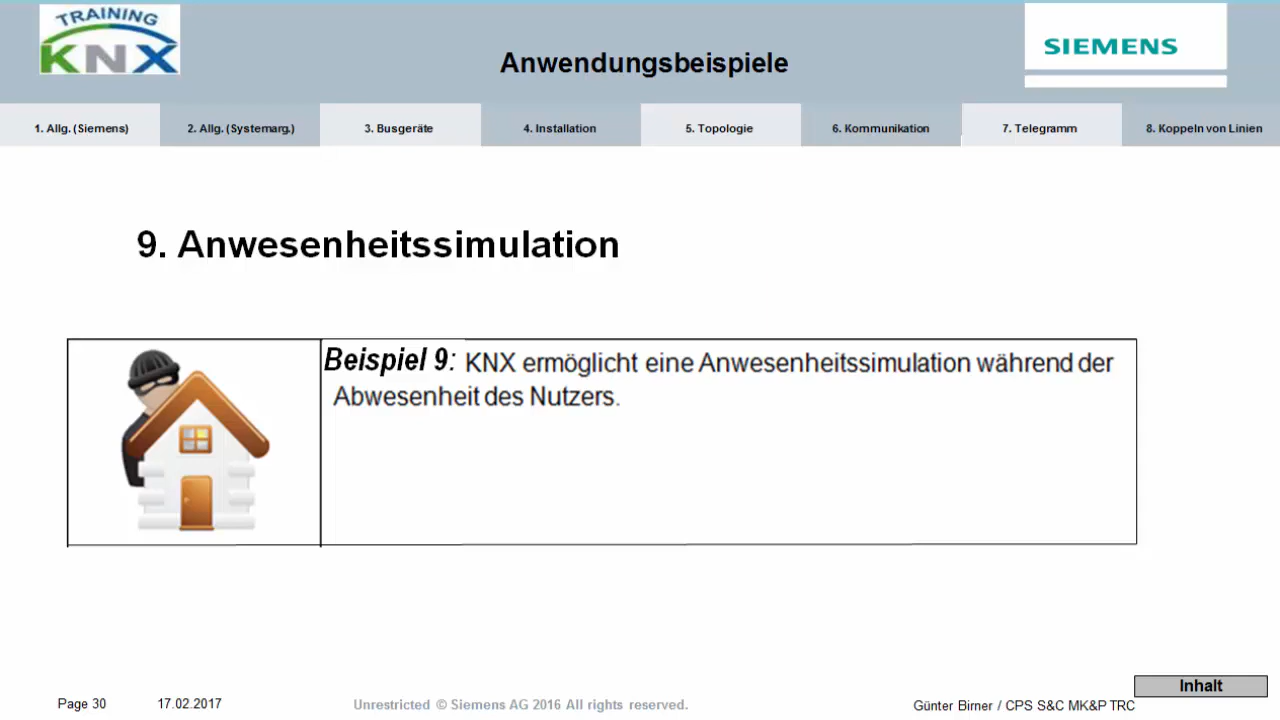 TRAINING
KNX
Anwendungsbeispiele
SIEMENS
1. Allg. (Siemens)
2. Allg. (Systemarg.)
3. Busgeräte
4. Installation
5. Topologie
6. Kommunikation
7. Telegramm
8. Koppeln von Linien
9. Anwesenheitssimulation
Beispiel 9: KNX ermöglicht eine Anwesenheitssimulation während der
Abwesenheit des Nutzers.
Inhalt
Page 30
17.02.2017
Unrestricted © Siemens AG 2016 All rights reserved.
Günter Birner / CPS S&C MK&P TRC